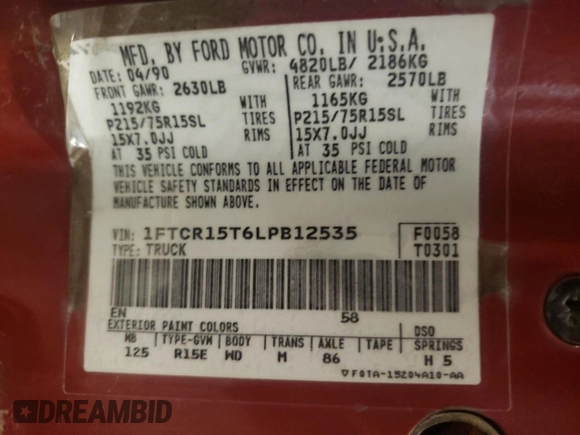 MFD. BY FORD MOTOR CO. IN U.S.A.
DATE: 04/90 GVWR: 4820LB/ 2186KG
FRONT GAWR: 2630LB REAR GAWR: 2570LB
1192KG WITH 1165KG WITH
P215/75R15SL TIRES P215/75R15SL TIRES
15X7.0JJ RIMS 15X7.0JJ RIMS
AT 35 PSI COLD AT 35 PSI COLD
THIS VEHICLE CONFORMS TO ALL APPLICABLE FEDERAL MOTOR
VEHICLE SAFETY STANDARDS IN EFFECT ON THE DATE OF
MANUFACTURE SHOWN ABOVE.
VIN: 1FTCR15T6LPB12535 F0058
TYPE: TRUCK T0301
EN 58
EXTERIOR PAINT COLORS DSO
WB TYPE-GVW BODY TRANS AXLE TAPE SPRINGS
125 R15E WD M 86 H 5
F0TA-15204A10-AA
DREAMBID